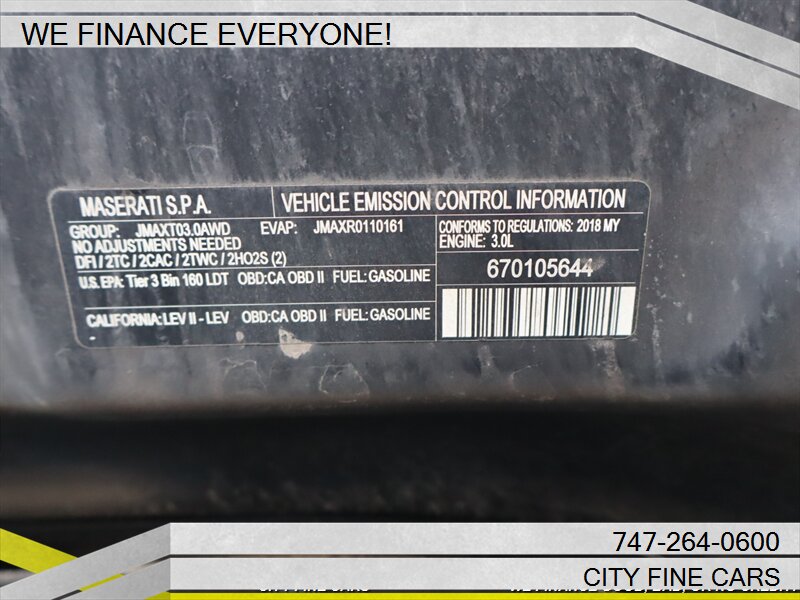 WE FINANCE EVERYONE!
MASERATI S.P.A.
VEHICLE EMISSION CONTROL INFORMATION
GROUP: JMAXT03.0AWD EVAP: JMAXR0110161
NO ADJUSTMENTS NEEDED
DFI / 2TC / 2CAC / 2TWC / 2HO2S (2)
CONFORMS TO REGULATIONS: 2018 MY
ENGINE: 3.0L
U.S. EPA: Tier 3 Bin 160 LDT OBD:CA OBD II FUEL: GASOLINE
670105644
CALIFORNIA: LEV II - LEV OBD:CA OBD II FUEL: GASOLINE
747-264-0600
CITY FINE CARS
CITY FINE CARS